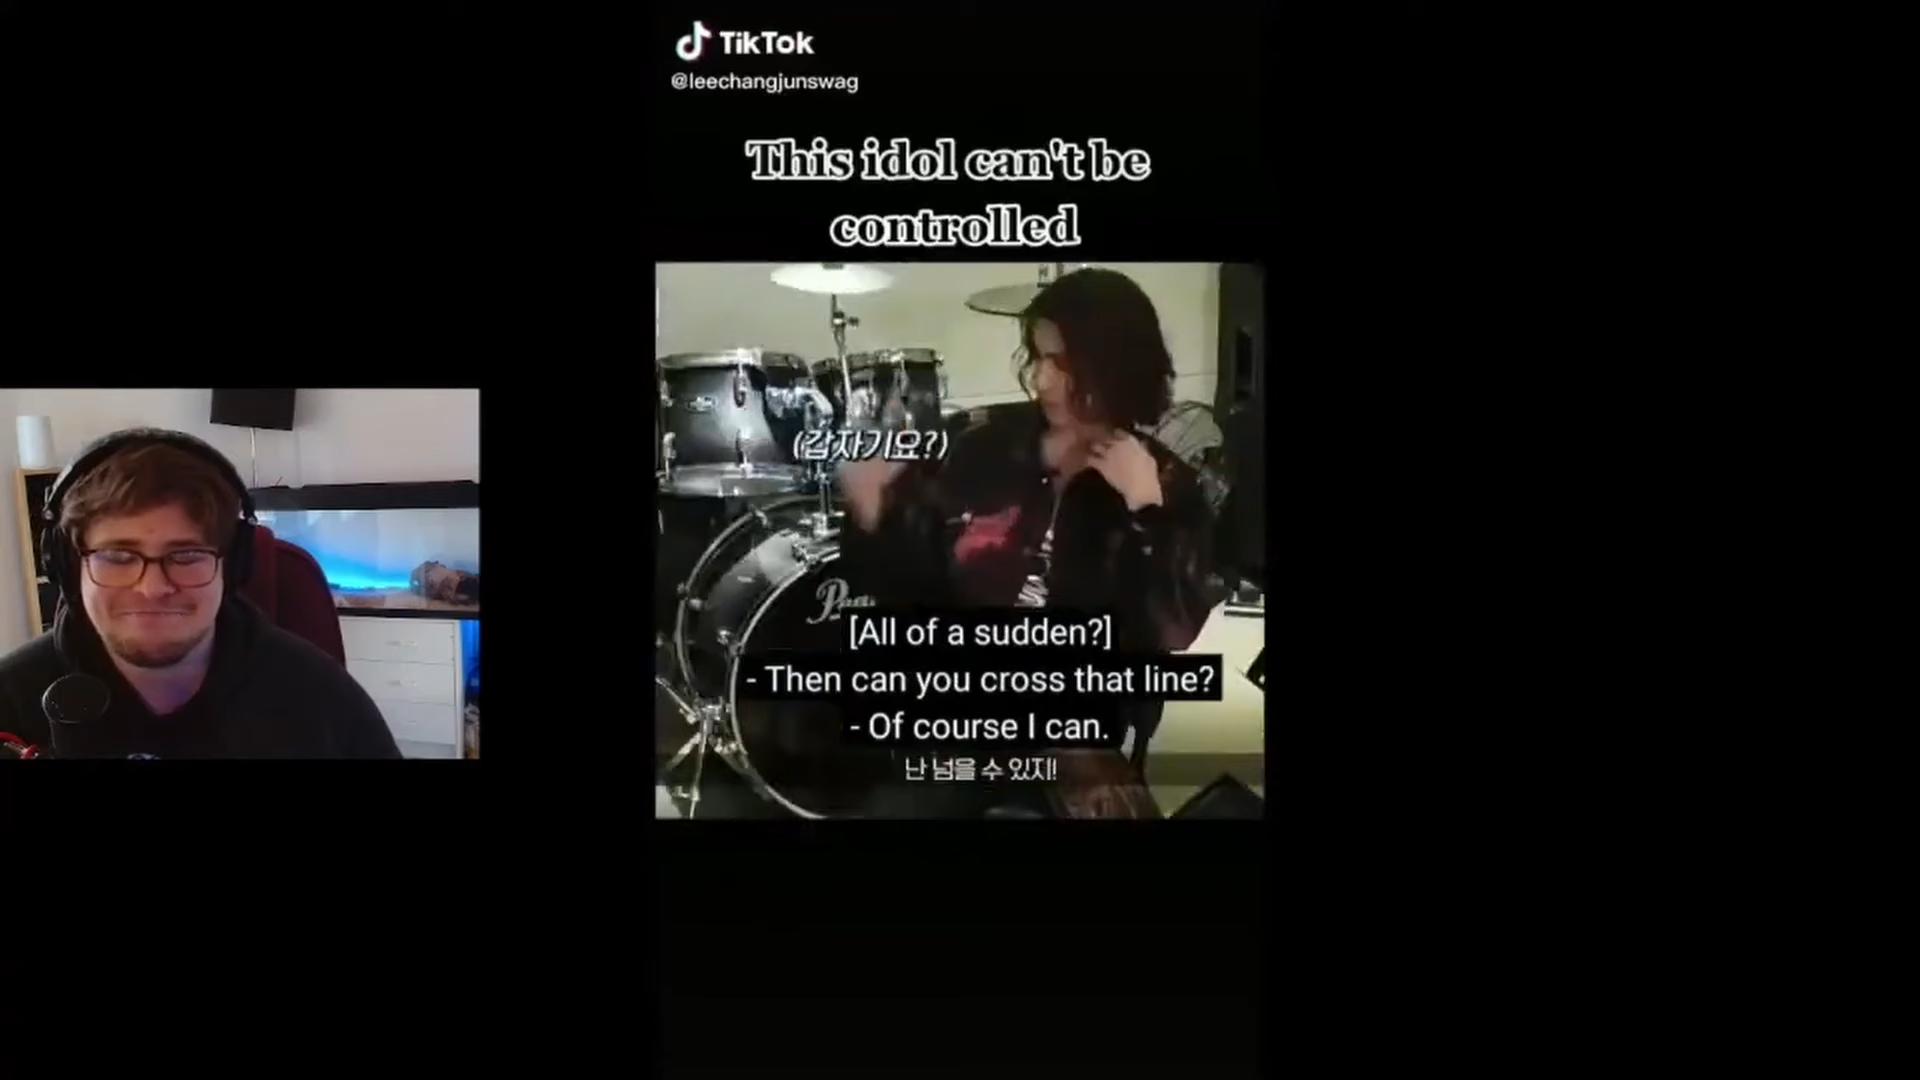 TikTok
@leechangjunswag
This idol can't be
controlled
(갑자기요?)
[All of a sudden?]
- Then can you cross that line?
- Of course I can.
난 넘을 수 있지!